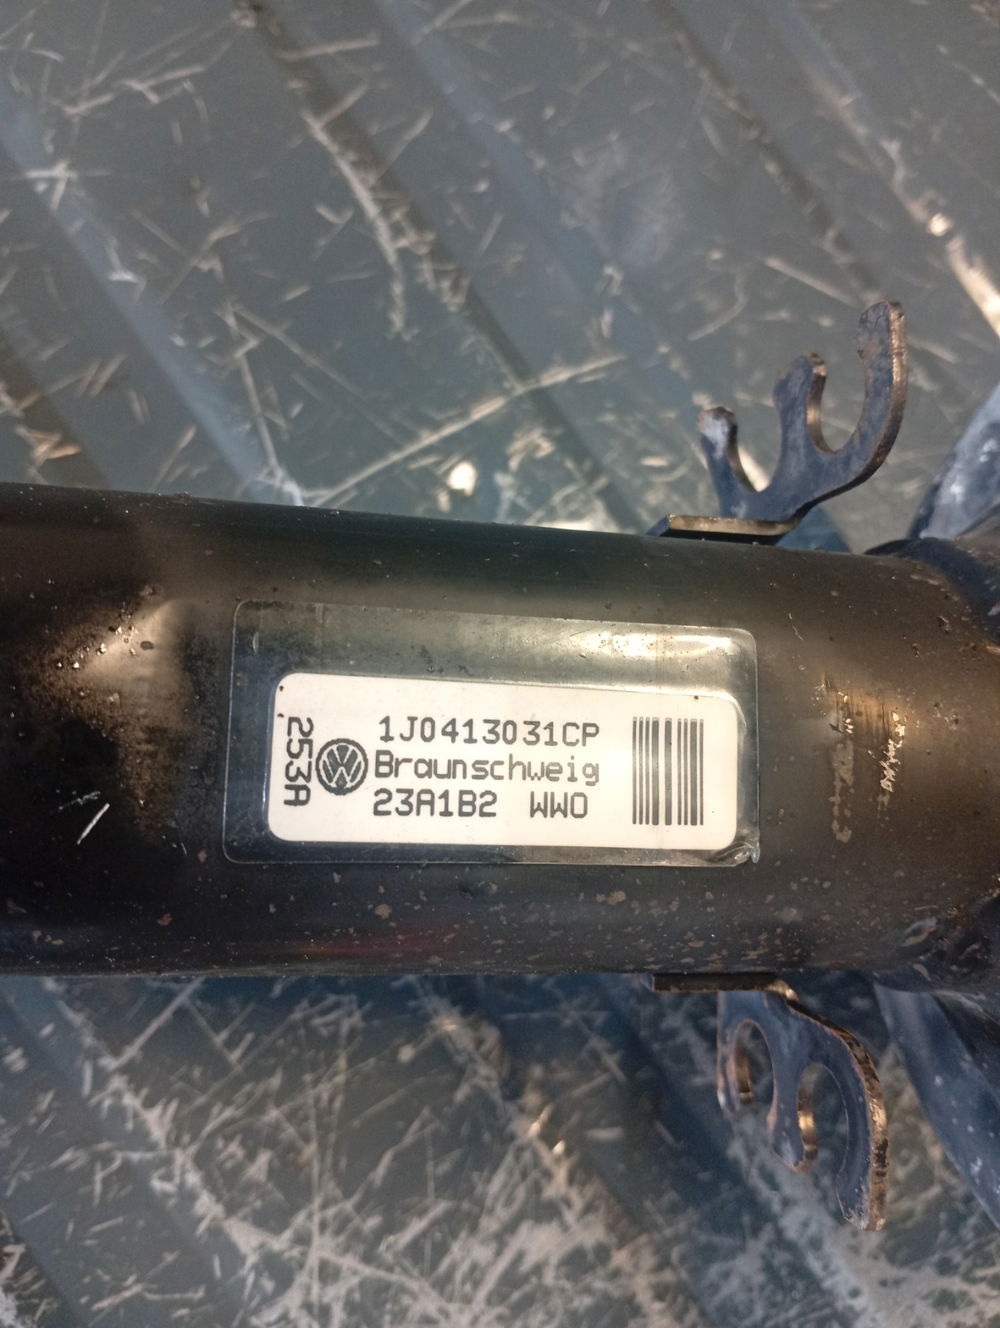 253A
1J0413031CP
Braunschweig
23A1B2 WWO